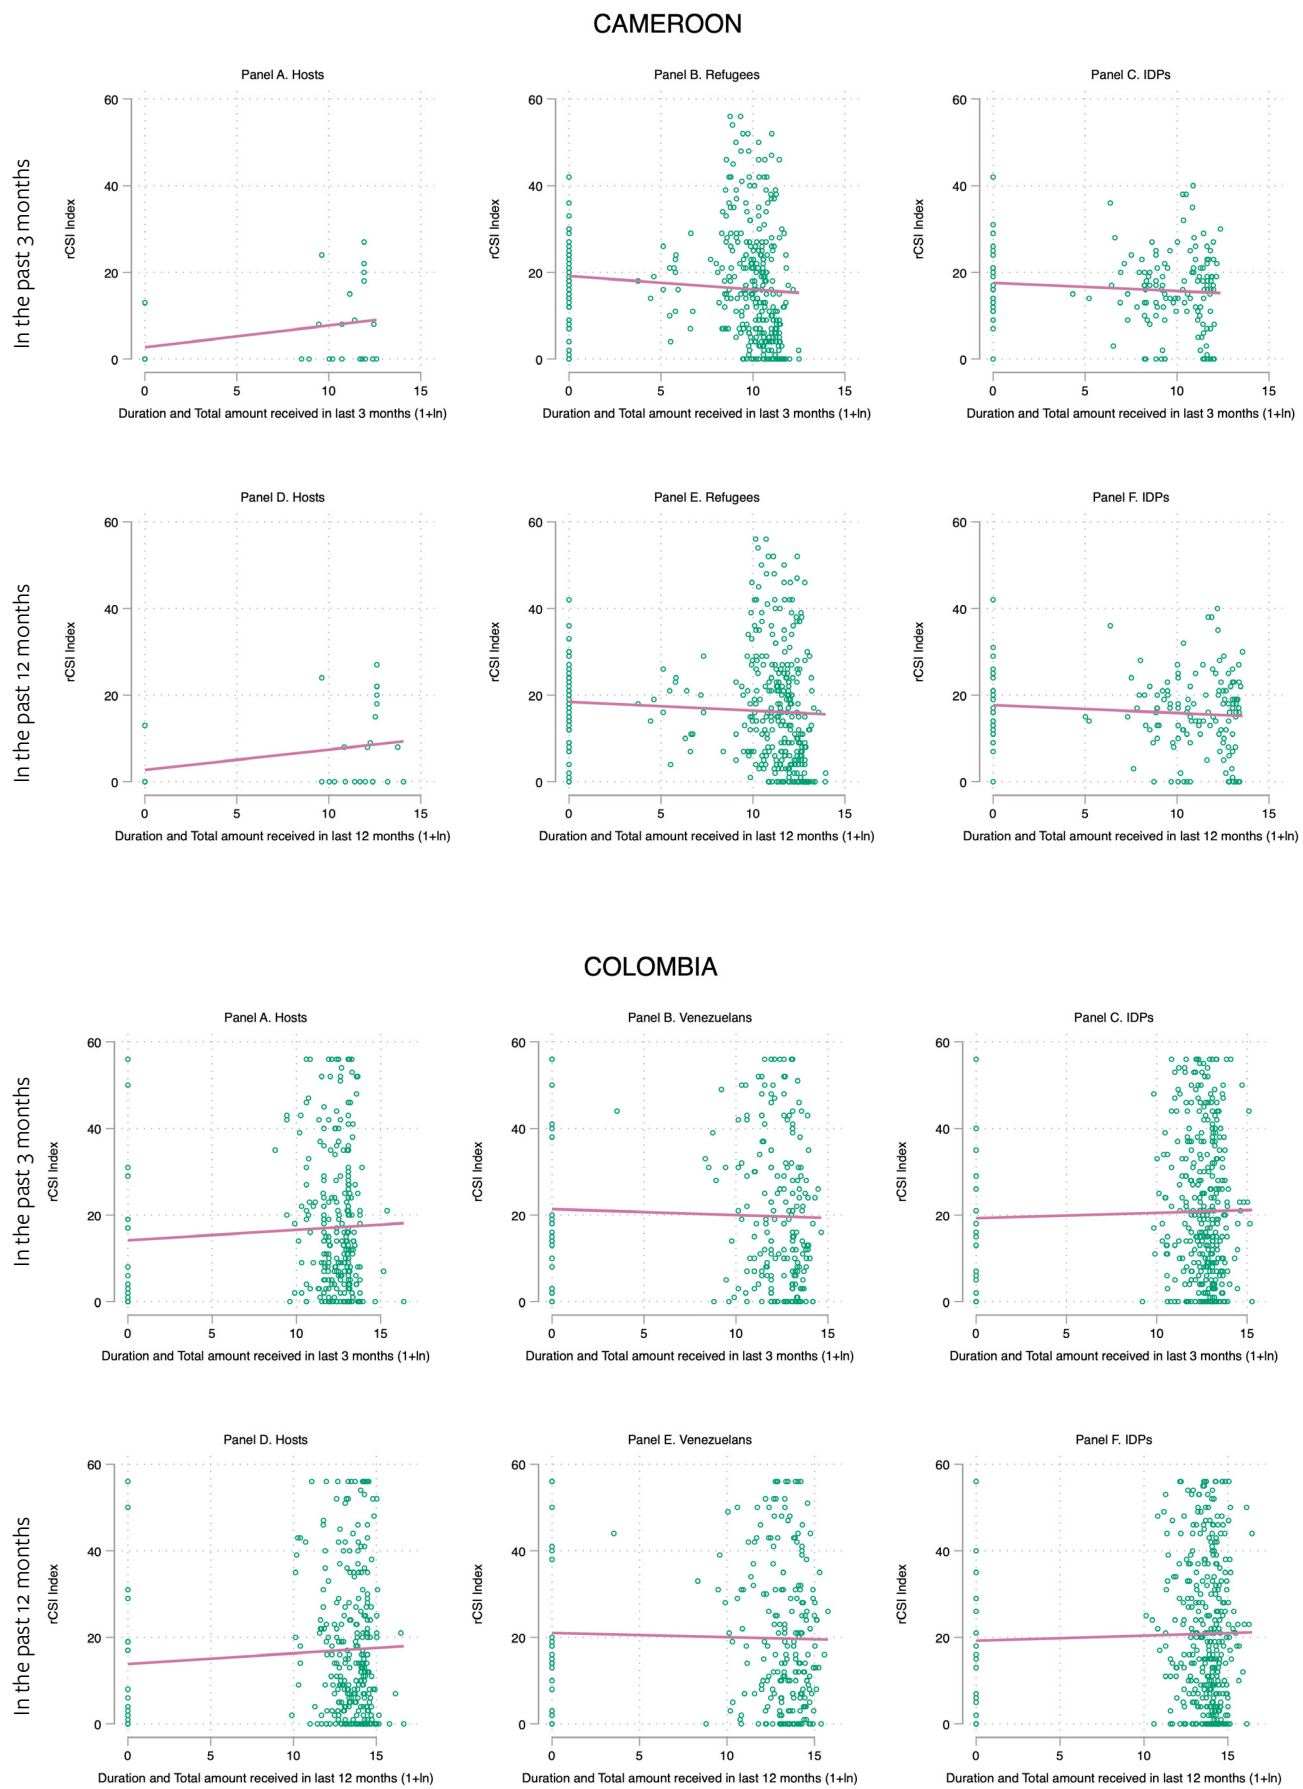 CAMEROON
In the past 3 months
Panel A. Hosts
rCSI Index
60
40
20
0
0 5 10 15
Duration and Total amount received in last 3 months (1+ln)
Panel B. Refugees
rCSI Index
60
40
20
0
0 5 10 15
Duration and Total amount received in last 3 months (1+ln)
Panel C. IDPs
rCSI Index
60
40
20
0
0 5 10 15
Duration and Total amount received in last 3 months (1+ln)
In the past 12 months
Panel D. Hosts
rCSI Index
60
40
20
0
0 5 10 15
Duration and Total amount received in last 12 months (1+ln)
Panel E. Refugees
rCSI Index
60
40
20
0
0 5 10 15
Duration and Total amount received in last 12 months (1+ln)
Panel F. IDPs
rCSI Index
60
40
20
0
0 5 10 15
Duration and Total amount received in last 12 months (1+ln)
COLOMBIA
In the past 3 months
Panel A. Hosts
rCSI Index
60
40
20
0
0 5 10 15
Duration and Total amount received in last 3 months (1+ln)
Panel B. Venezuelans
rCSI Index
60
40
20
0
0 5 10 15
Duration and Total amount received in last 3 months (1+ln)
Panel C. IDPs
rCSI Index
60
40
20
0
0 5 10 15
Duration and Total amount received in last 3 months (1+ln)
In the past 12 months
Panel D. Hosts
rCSI Index
60
40
20
0
0 5 10 15
Duration and Total amount received in last 12 months (1+ln)
Panel E. Venezuelans
rCSI Index
60
40
20
0
0 5 10 15
Duration and Total amount received in last 12 months (1+ln)
Panel F. IDPs
rCSI Index
60
40
20
0
0 5 10 15
Duration and Total amount received in last 12 months (1+ln)